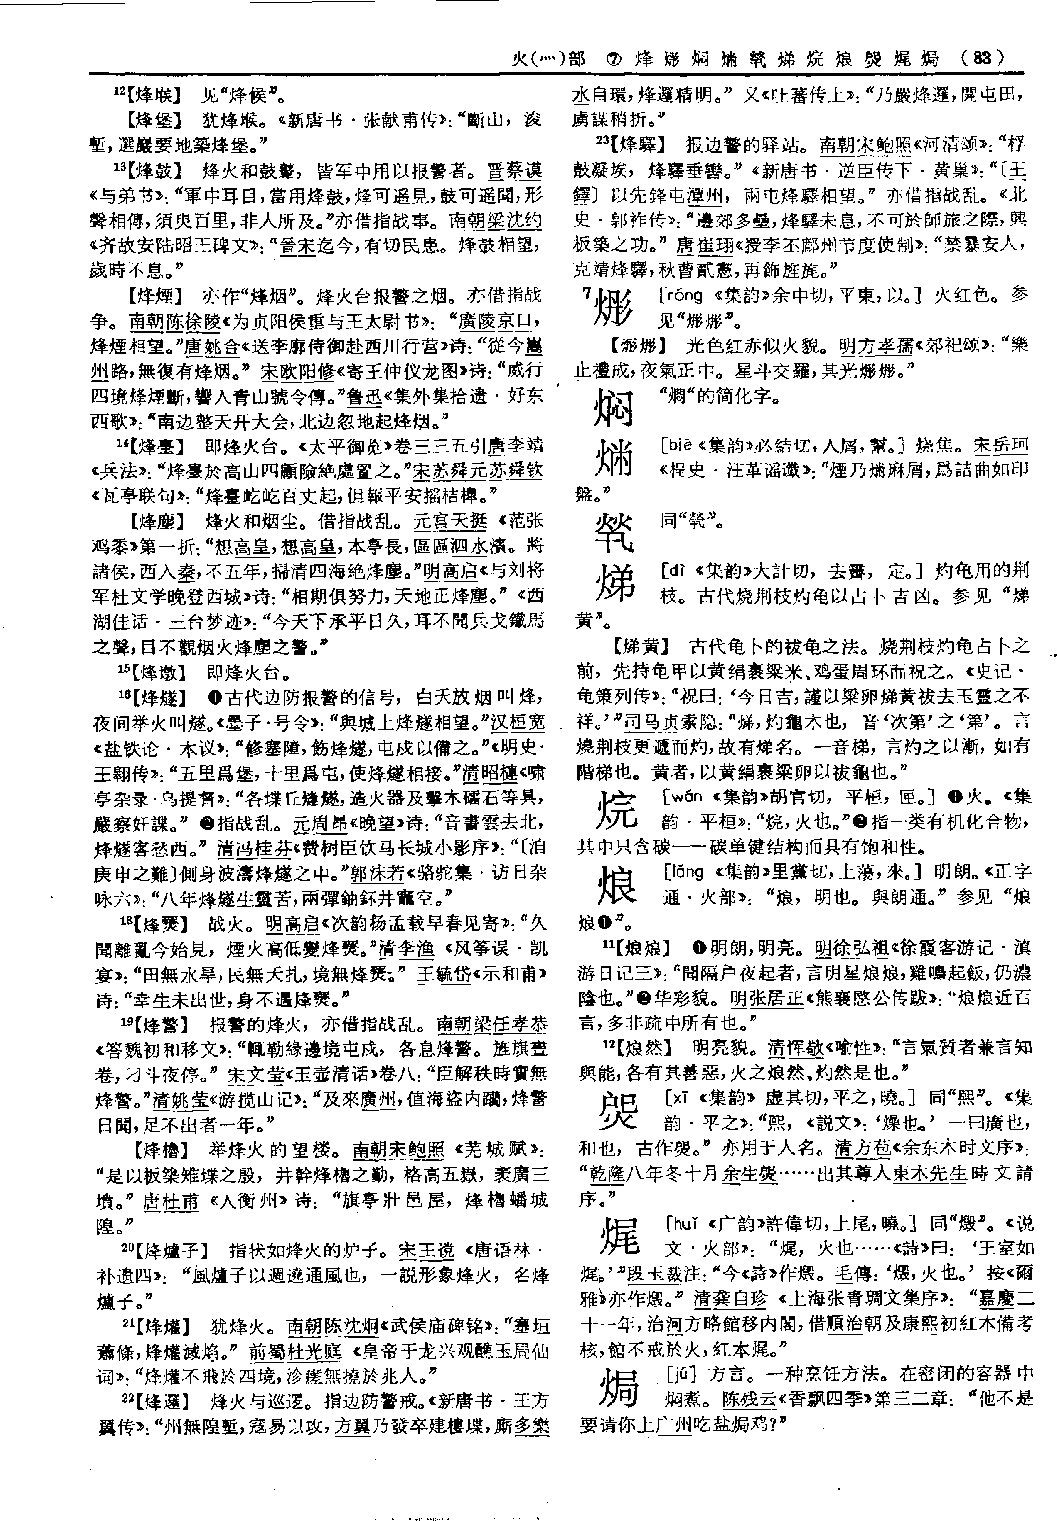 火(灬)部 ⑦ 烽 烿 焖 焫 煢 焍 烷 烺 焈 焜 焗 (83)
12【烽堠】 见“烽候”。
【烽堡】 犹烽堠。《新唐书·张献甫传》:“斷山,浚
塹,選嚴要地築烽堡。”
13【烽鼓】 烽火和鼓聲,皆军中用以报警者。晋蔡谟
《与弟书》:“軍中耳目,當用烽鼓,烽可遥見,鼓可遥聞,形
聲相傳,須臾百里,非人所及。”亦借指战事。南朝梁沈约
《齐故安陆昭王碑文》:“晉宋迄今,有切民患。烽鼓相望,
歲時不息。”
【烽煙】 亦作“烽烟”。烽火台报警之烟。亦借指战
争。南朝陈徐陵《为贞阳侯重与王太尉书》:“廣陵京口,
烽煙相望。”唐姚合《送李廓侍御赴西川行营》诗:“從今巂
州路,無復有烽烟。” 宋欧阳修《寄王仲仪龙图》诗:“威行
四境烽煙斷,響入青山號令傳。”鲁迅《集外集拾遗·好东
西歌》:“南边整天开大会,北边忽地起烽烟。”
14【烽臺】 即烽火台。《太平御览》卷三三五引唐李靖
《兵法》:“烽臺於高山四顧險絶處置之。”宋苏舜元苏舜钦
《瓦亭联句》:“烽臺屹屹百丈起,但報平安摇桔槔。”
【烽塵】 烽火和烟尘。借指战乱。元宫天挺 《范张
鸡黍》第一折:“想高皇,想高皇,本亭長,區區泗水濱。將
諸侯,西入秦,不五年,掃清四海絶烽塵。”明高启《与刘将
军杜文学晚登西城》诗:“相期俱努力,天地正烽塵。” 《西
湖佳话·三台梦迹》:“今天下承平日久,耳不聞兵戈鐵馬
之聲,目不觀烟火烽塵之警。”
15【烽墩】 即烽火台。
16【烽燧】 ❶古代边防报警的信号,白天放烟叫烽,
夜间举火叫燧。《墨子·号令》:“與城上烽燧相望。”汉桓宽
《盐铁论·本议》:“修塞障,飭烽燧,屯戍以備之。”《明史·
王翱传》:“五里爲堡,十里爲屯,使烽燧相接。”清昭槤《啸
亭杂录·乌提督》:“各堞丘烽燧,造火器及擊木礌石等具,
嚴察奸謀。” ❷指战乱。元周昂《晚望》诗:“音書雲去北,
烽燧客愁西。” 清冯桂芬《费树臣饮马长城小影序》:“〔泊
庚申之難〕側身波濤烽燧之中。”郭沫若《骆驼集·访日杂
咏六》:“八年烽燧生靈苦,兩彈鈾鈈井竈空。”
18【烽燹】 战火。明高启《次韵杨孟载早春见寄》:“久
聞離亂今始見,煙火高低變烽燹。”清李渔 《风筝误·凯
宴》:“田無水旱,民無夭扎,境無烽燹;” 王毓岱《示和甫》
诗:“幸生未出世,身不遇烽燹。”
19【烽警】 报警的烽火,亦借指战乱。南朝梁任孝恭
《答魏初和移文》:“輒勒緣邊境屯戍,各息烽警。旌旗壹
卷,刁斗夜停。” 宋文莹《玉壶清话》卷八:“臣解秩時實無
烽警。”清姚莹《游揽山记》:“及來廣州,值海盗内躏,烽警
日聞,足不出者一年。”
【烽櫓】 举烽火的望楼。南朝宋鲍照 《芜城赋》:
“是以板築雉堞之殷,井幹烽櫓之勤,格高五嶽,袤廣三
墳。” 唐杜甫 《入衡州》诗:“旗亭壯邑屋,烽櫓蟠城
隍。”
20【烽爐子】 指状如烽火的炉子。宋王谠 《唐语林·
补遗四》:“風爐子以週遶通風也,一説形象烽火,名烽
爐子。”
21【烽爟】 犹烽火。南朝陈沈炯《武侯庙碑铭》:“塞垣
蕭條,烽爟滅焰。” 前蜀杜光庭 《皇帝于龙兴观醮玉局仙
词》:“烽爟不飛於四境,沴癘無撓於兆人。”
22【烽邏】 烽火与巡逻。指边防警戒。《新唐书·王方
翼传》:“州無隍塹,寇易以攻,方翼乃發卒建樓堞,廝多樂
水自環,烽邏精明。” 又《吐蕃传上》:“乃嚴烽邏,開屯田,
虜謀稍折。”
23【烽驛】 报边警的驿站。南朝宋鲍照《河清颂》:“桴
鼓凝埃,烽驛垂轡。”《新唐书·逆臣传下·黄巢》:“〔王
鐸〕以先鋒屯潭州,兩屯烽驛相望。” 亦借指战乱。《北
史·郭祚传》:“邊郊多壘,烽驛未息,不可於師旅之際,興
板築之功。” 唐崔珝《授李丕鄜州节度使制》:“禁暴安人,
克靖烽驛,秋曹貳憲,再飾旌旄。”
7烿 [róng 《集韵》余中切,平東,以。] 火红色。参
见“烿烿”。
【烿烿】 光色红赤似火貌。明方孝孺《郊祀颂》:“樂
止禮成,夜氣正中。星斗交羅,其光烿烿。”
焖 “燜“的简化字。
焫 [biē 《集韵》必結切,入屑,幫。] 烧焦。宋岳珂
《桯史·汪革谣讖》:“煙乃焫麻屑,爲詰曲如印
盤。”
煢 同“煢”。
焍 [dì 《集韵》大計切,去霽,定。] 灼龟用的荆
枝。古代烧荆枝灼龟以占卜吉凶。参见 “焍
黄”。
【焍黄】 古代龟卜的祓龟之法。烧荆枝灼龟占卜之
前,先持龟甲以黄绢裹粱米、鸡蛋周环而祝之。《史记·
龟策列传》:“祝曰:‘今日吉,謹以粱卵焍黄祓去玉靈之不
祥。’”司马贞索隐:“焍,灼龜木也,音‘次第’之‘第’。言
燒荆枝更遞而灼,故有焍名。一音梯,言灼之以漸,如有
階梯也。黄者,以黄絹裹粱卵以祓龜也。”
烷 [wán 《集韵》胡官切,平桓,匣。] ❶火。《集
韵·平桓》:“烷,火也。”❷指一类有机化合物,
其中只含碳——碳单键结构而具有饱和性。
烺 [lǎng 《集韵》里黨切,上蕩,來。] 明朗。《正字
通·火部》:“烺,明也。與朗通。” 参见 “烺
烺❶”。
11【烺烺】 ❶明朗,明亮。明徐弘祖《徐霞客游记·滇
游日记三》:“聞隔户夜起者,言明星烺烺,雞鳴起飯,仍濃
陰也。”❷华彩貌。明张居正《熊襄愍公传跋》:“烺烺近百
言,多非疏中所有也。”
12【烺然】 明亮貌。清恽敬《喻性》:“言氣質者兼言知
與能,各有其善惡,火之烺然、灼然是也。”
焈 [xī 《集韵》 虚其切,平之,曉。] 同“熙”。《集
韵·平之》:“熙,《説文》:‘燥也。’ 一曰廣也,
和也,古作焈。” 亦用于人名。清方苞《余东木时文序》:
“乾隆八年冬十月余生焈……出其尊人東木先生時文請
序。”
焜 [huǐ 《广韵》許偉切,上尾,曉。] 同“燬”。《说
文·火部》:“焜,火也……《詩》曰:‘王室如
焜。’”段玉裁注:“今《詩》作燬。毛傳:‘燬,火也。’ 按《爾
雅》亦作燬。” 清龚自珍 《上海张青琱文集序》:“嘉慶二
十一年,治河方略館移内閣,借順治朝及康熙初紅本備考
核,館不戒於火,紅本焜。”
焗 [jú] 方言。一种烹饪方法。在密闭的容器中
焖煮。陈残云《香飘四季》第三二章:“他不是
要请你上广州吃盐焗鸡?”